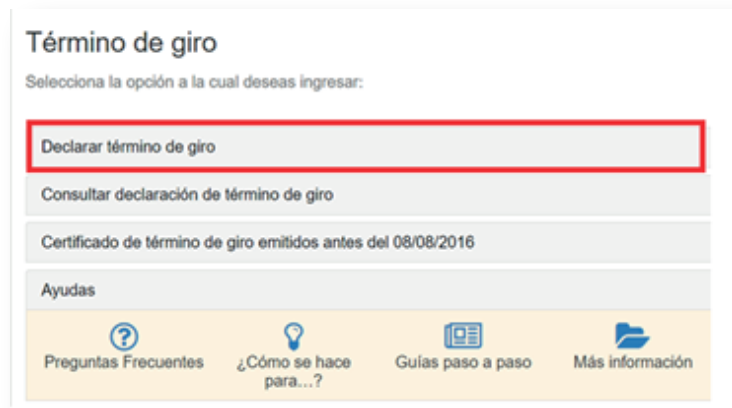 Término de giro
Selecciona la opción a la cual deseas ingresar:
Declarar término de giro
Consultar declaración de término de giro
Certificado de término de giro emitidos antes del 08/08/2016
Ayudas
Preguntas Frecuentes
¿Cómo se hace
para...?
Guías paso a paso
Más información